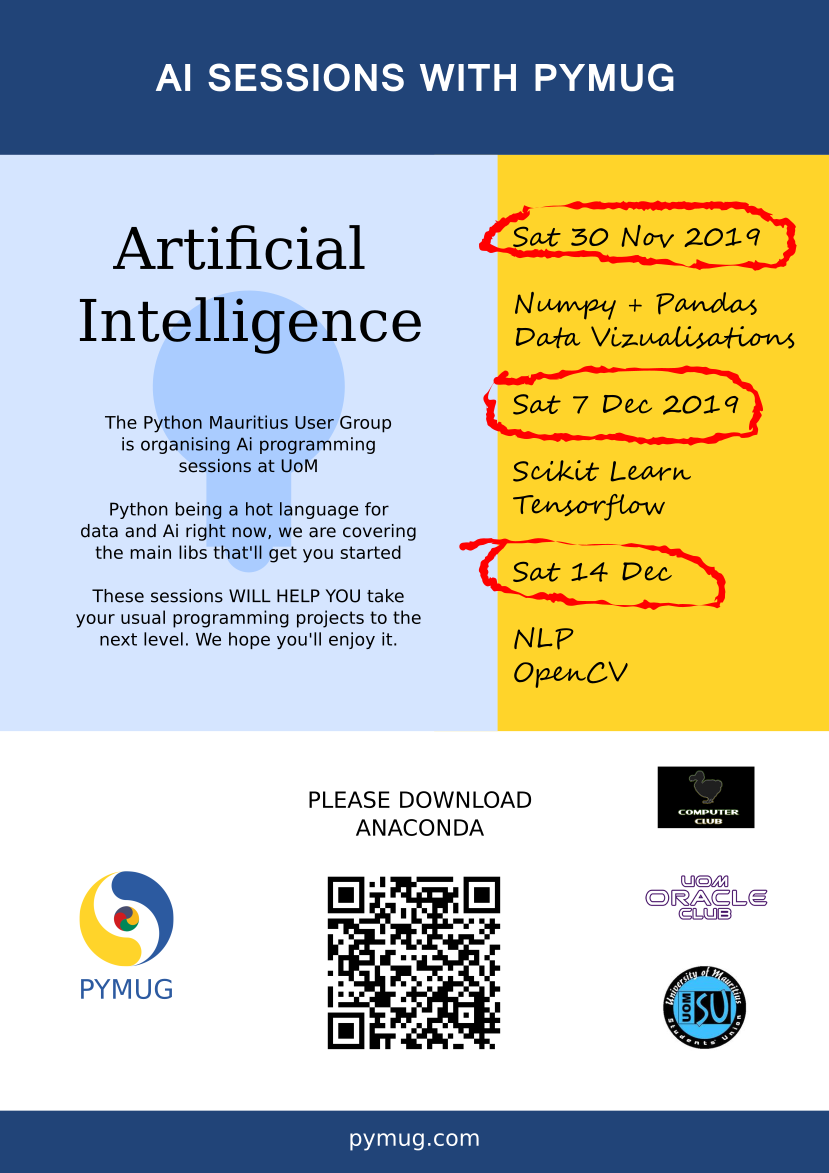 AI SESSIONS WITH PYMUG
Artificial
Intelligence
The Python Mauritius User Group
is organising Ai programming
sessions at UoM
Python being a hot language for
data and Ai right now, we are covering
the main libs that'll get you started
These sessions WILL HELP YOU take
your usual programming projects to the
next level. We hope you'll enjoy it.
Sat 30 Nov 2019
Numpy + Pandas
Data Vizualisations
Sat 7 Dec 2019
Scikit Learn
Tensorflow
Sat 14 Dec
NLP
OpenCV
PLEASE DOWNLOAD
ANACONDA
PYMUG
COMPUTER
CLUB
UOM
ORACLE
CLUB
University of Mauritius
UOM
SU
Students' Union
pymug.com